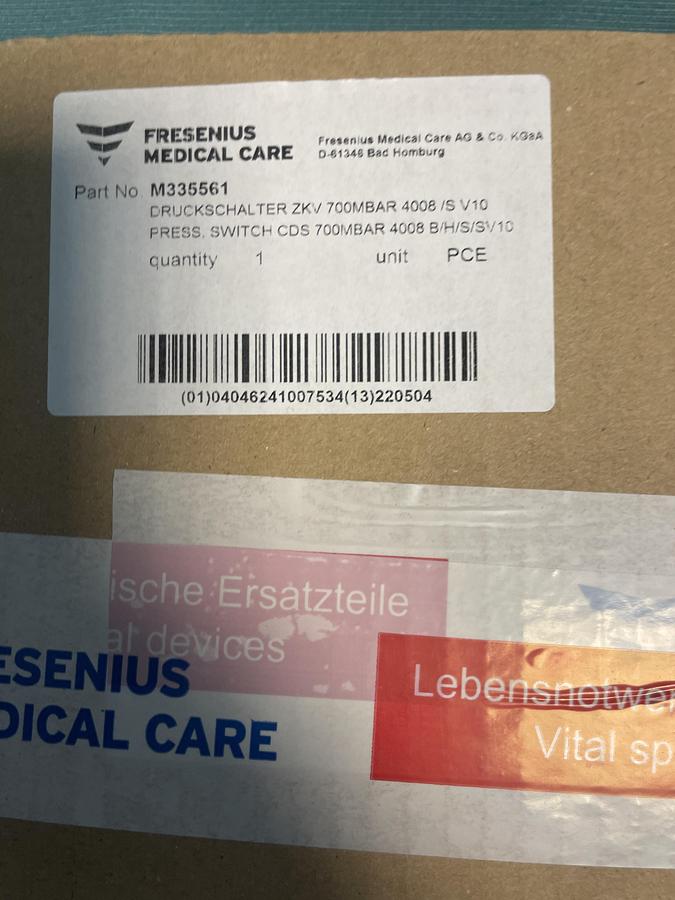 FRESENIUS
MEDICAL CARE
Fresenius Medical Care AG & Co. KGaA
D-61346 Bad Homburg
Part No. M335561
DRUCKSCHALTER ZKV 700MBAR 4008 /S V10
PRESS. SWITCH CDS 700MBAR 4008 B/H/S/SV10
quantity 1 unit PCE
(01)04046241007534(13)220504
ische Ersatzteile
al devices
ESENIUS
DICAL CARE
Lebensnotwe
Vital sp